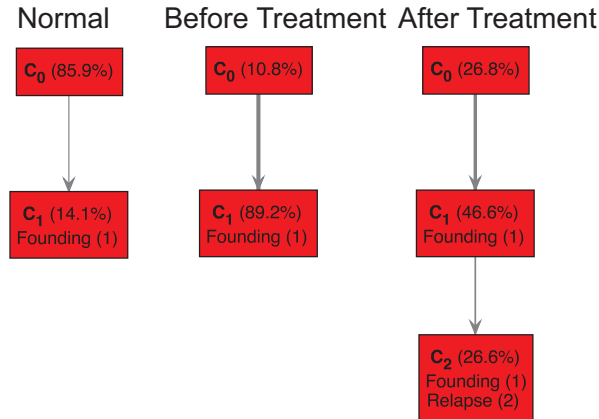 Normal
Before Treatment
After Treatment
C0 (85.9%)
C0 (10.8%)
C0 (26.8%)
C1 (14.1%)
Founding (1)
C1 (89.2%)
Founding (1)
C1 (46.6%)
Founding (1)
C2 (26.6%)
Founding (1)
Relapse (2)